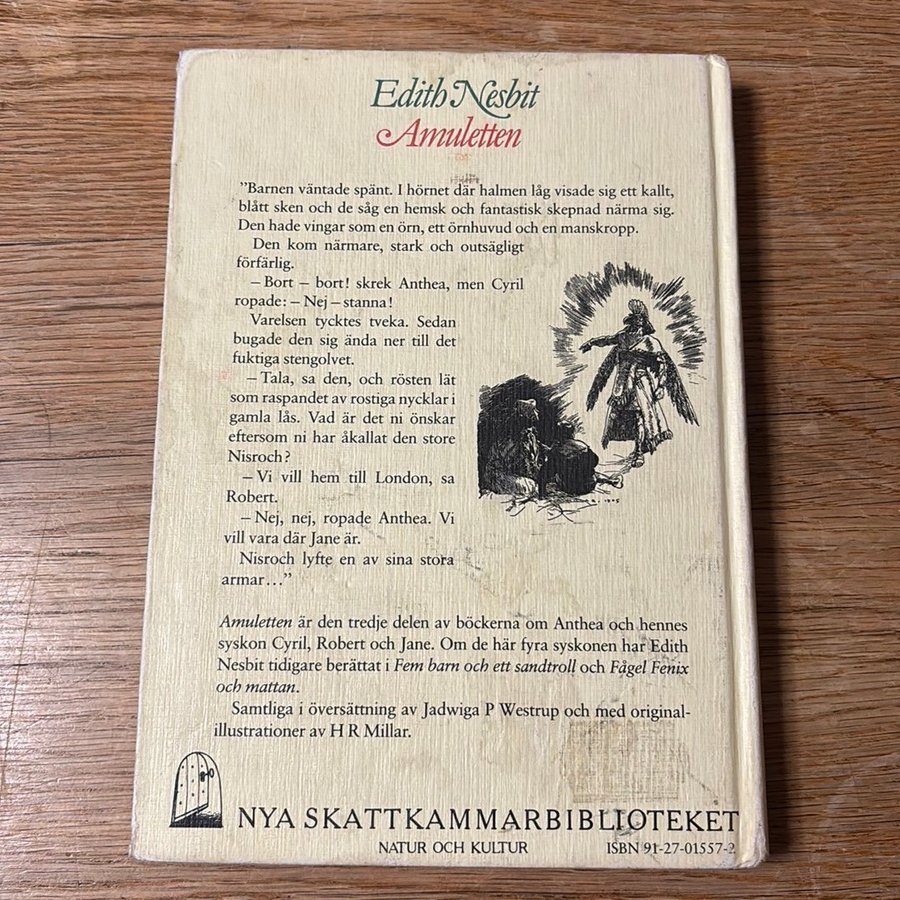 Edith Nesbit
Amuletten
”Barnen väntade spänt. I hörnet där halmen låg visade sig ett kallt,
blått sken och de såg en hemsk och fantastisk skepnad närma sig.
Den hade vingar som en örn, ett örnhuvud och en manskropp.
Den kom närmare, stark och outsägligt
förfärlig.
– Bort – bort! skrek Anthea, men Cyril
ropade: – Nej – stanna!
Varelsen tycktes tveka. Sedan
bugade den sig ända ner till det
fuktiga stengolvet.
– Tala, sa den, och rösten lät
som raspandet av rostiga nycklar i
gamla lås. Vad är det ni önskar
eftersom ni har åkallat den store
Nisroch?
– Vi vill hem till London, sa
Robert.
– Nej, nej, ropade Anthea. Vi
vill vara där Jane är.
Nisroch lyfte en av sina stora
armar…”
Amuletten är den tredje delen av böckerna om Anthea och hennes
syskon Cyril, Robert och Jane. Om de här fyra syskonen har Edith
Nesbit tidigare berättat i Fem barn och ett sandtroll och Fågel Fenix
och mattan.
Samtliga i översättning av Jadwiga P Westrup och med original-
illustrationer av H R Millar.
NYA SKATTKAMMARBIBLIOTEKET
NATUR OCH KULTUR
ISBN 91-27-01557-2